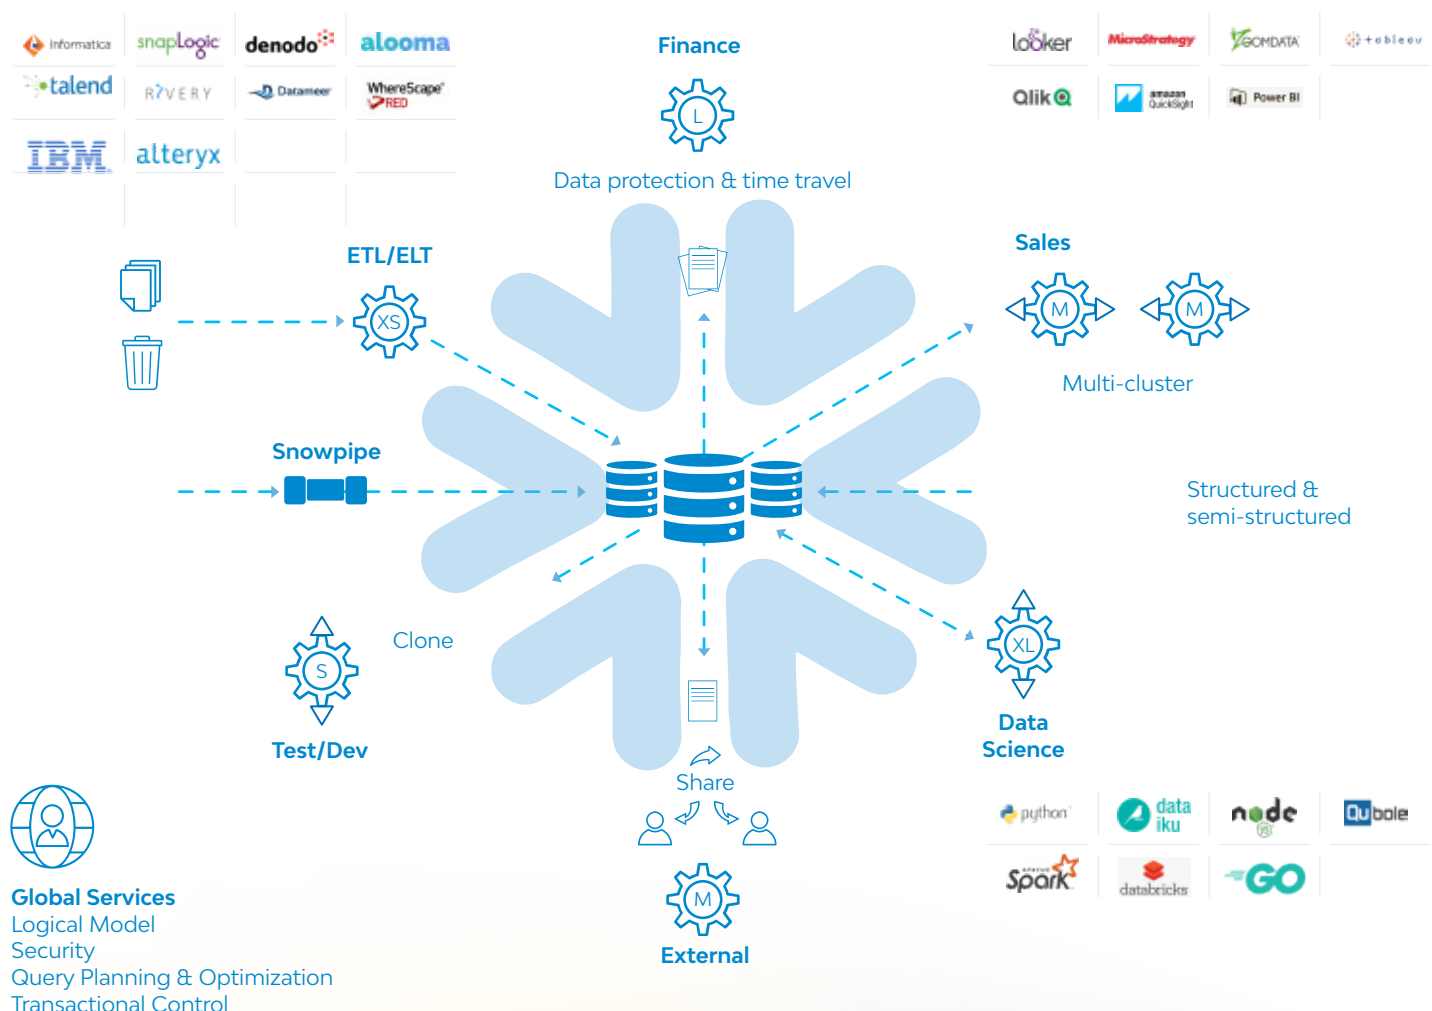 Informatica
snapLogic
denodo
alooma
talend
RIVERY
Datameer
WhereScape®
RED
IBM
alteryx
Finance
L
Data protection & time travel
looker
MicroStrategy
ZOOMDATA
+ableau
Qlik
amazon
QuickSight
Power BI
ETL/ELT
XS
Sales
M
M
Multi-cluster
Snowpipe
Structured &
semi-structured
Clone
S
Test/Dev
XL
Data
Science
Share
M
External
python
data
iku
node
Qubole
APACHE
Spark
databricks
GO
Global Services
Logical Model
Security
Query Planning & Optimization
Transactional Control